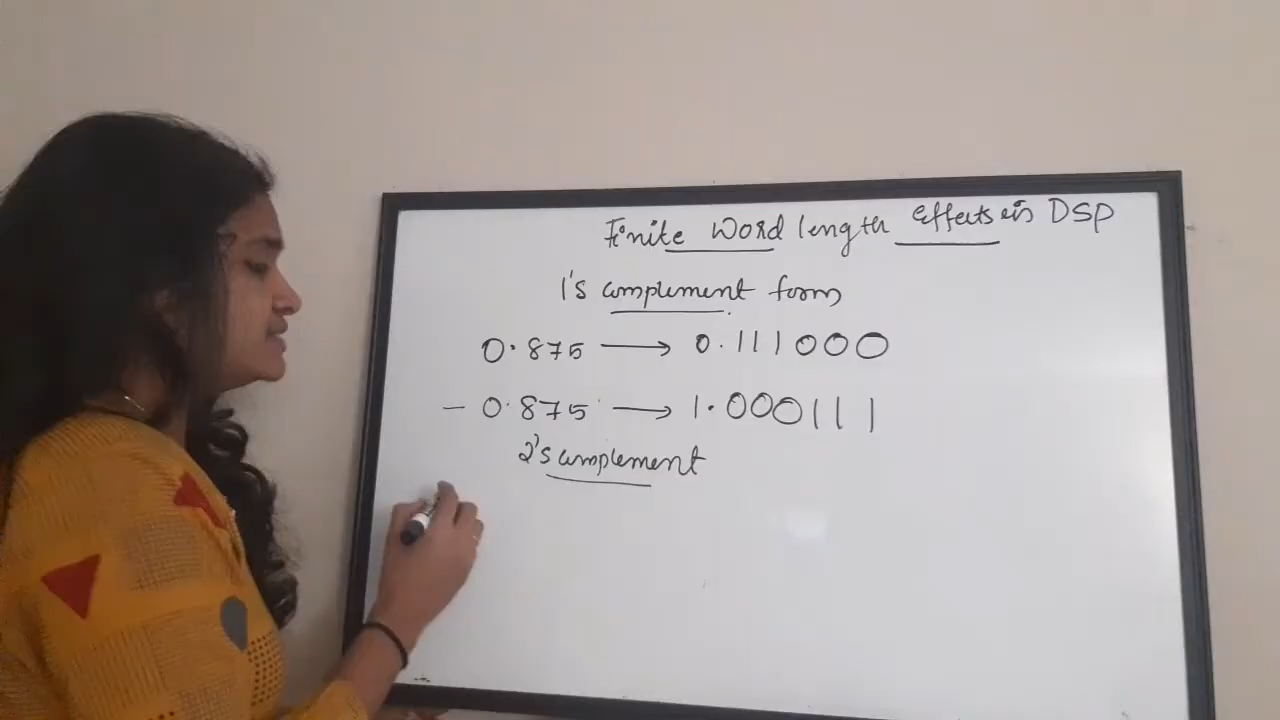 Finite Word length effects in DSP
1's complement form
0.875 → 0.111000
- 0.875 → 1.000111
2's complement